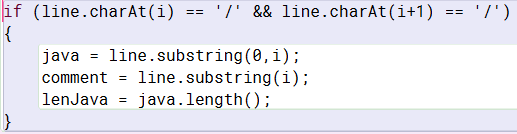 if (line.charAt(i) == '/' && line.charAt(i+1) == '/')
{
java = line.substring(0,i);
comment = line.substring(i);
lenJava = java.length();
}